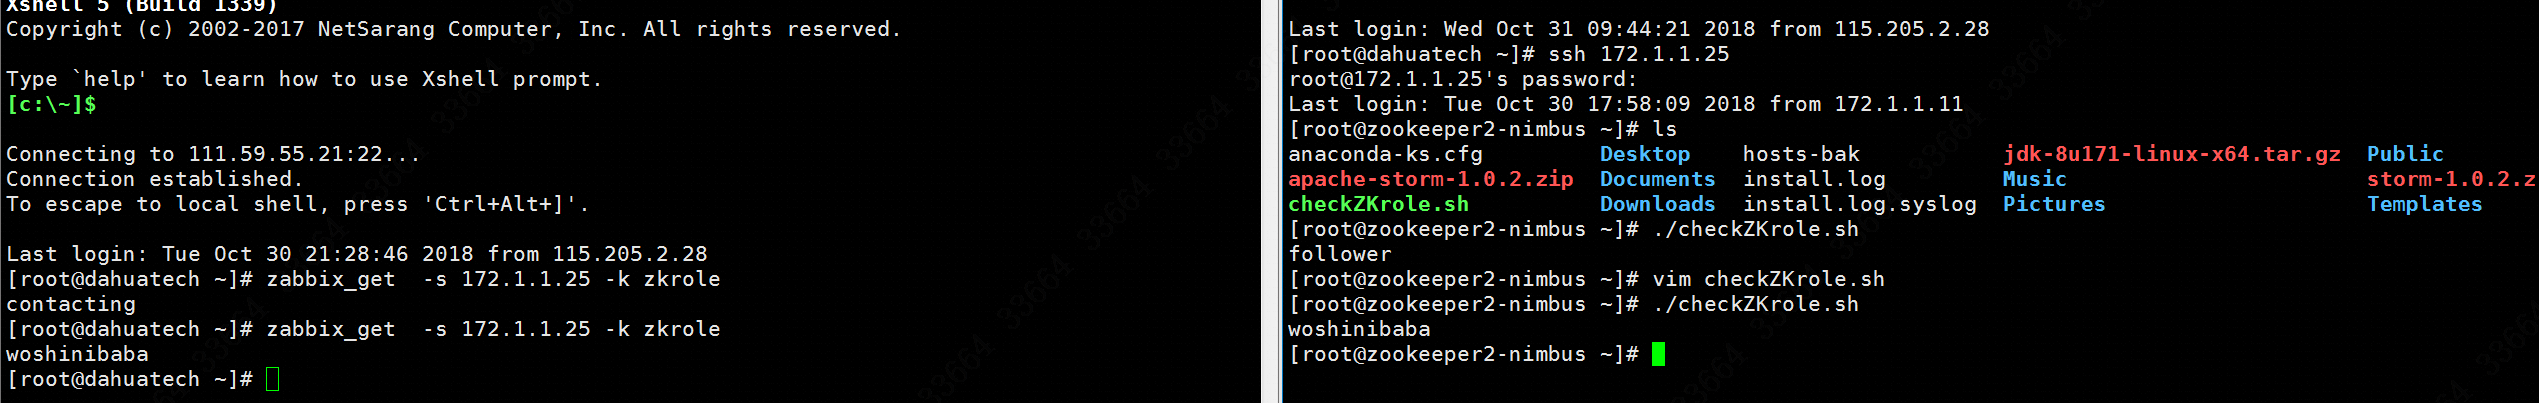 Xshell 5 (Build 1339)
Copyright (c) 2002-2017 NetSarang Computer, Inc. All rights reserved.
Type `help' to learn how to use Xshell prompt.
[c:\~]$
Connecting to 111.59.55.21:22...
Connection established.
To escape to local shell, press 'Ctrl+Alt+]'.
Last login: Tue Oct 30 21:28:46 2018 from 115.205.2.28
[root@dahuatech ~]# zabbix_get  -s 172.1.1.25 -k zkrole
contacting
[root@dahuatech ~]# zabbix_get  -s 172.1.1.25 -k zkrole
woshinibaba
[root@dahuatech ~]#
Last login: Wed Oct 31 09:44:21 2018 from 115.205.2.28
[root@dahuatech ~]# ssh 172.1.1.25
root@172.1.1.25's password:
Last login: Tue Oct 30 17:58:09 2018 from 172.1.1.11
[root@zookeeper2-nimbus ~]# ls
anaconda-ks.cfg         Desktop    hosts-bak           jdk-8u171-linux-x64.tar.gz  Public
apache-storm-1.0.2.zip  Documents  install.log         Music                       storm-1.0.2.z
checkZKrole.sh          Downloads  install.log.syslog  Pictures                    Templates
[root@zookeeper2-nimbus ~]# ./checkZKrole.sh
follower
[root@zookeeper2-nimbus ~]# vim checkZKrole.sh
[root@zookeeper2-nimbus ~]# ./checkZKrole.sh
woshinibaba
[root@zookeeper2-nimbus ~]#
33664